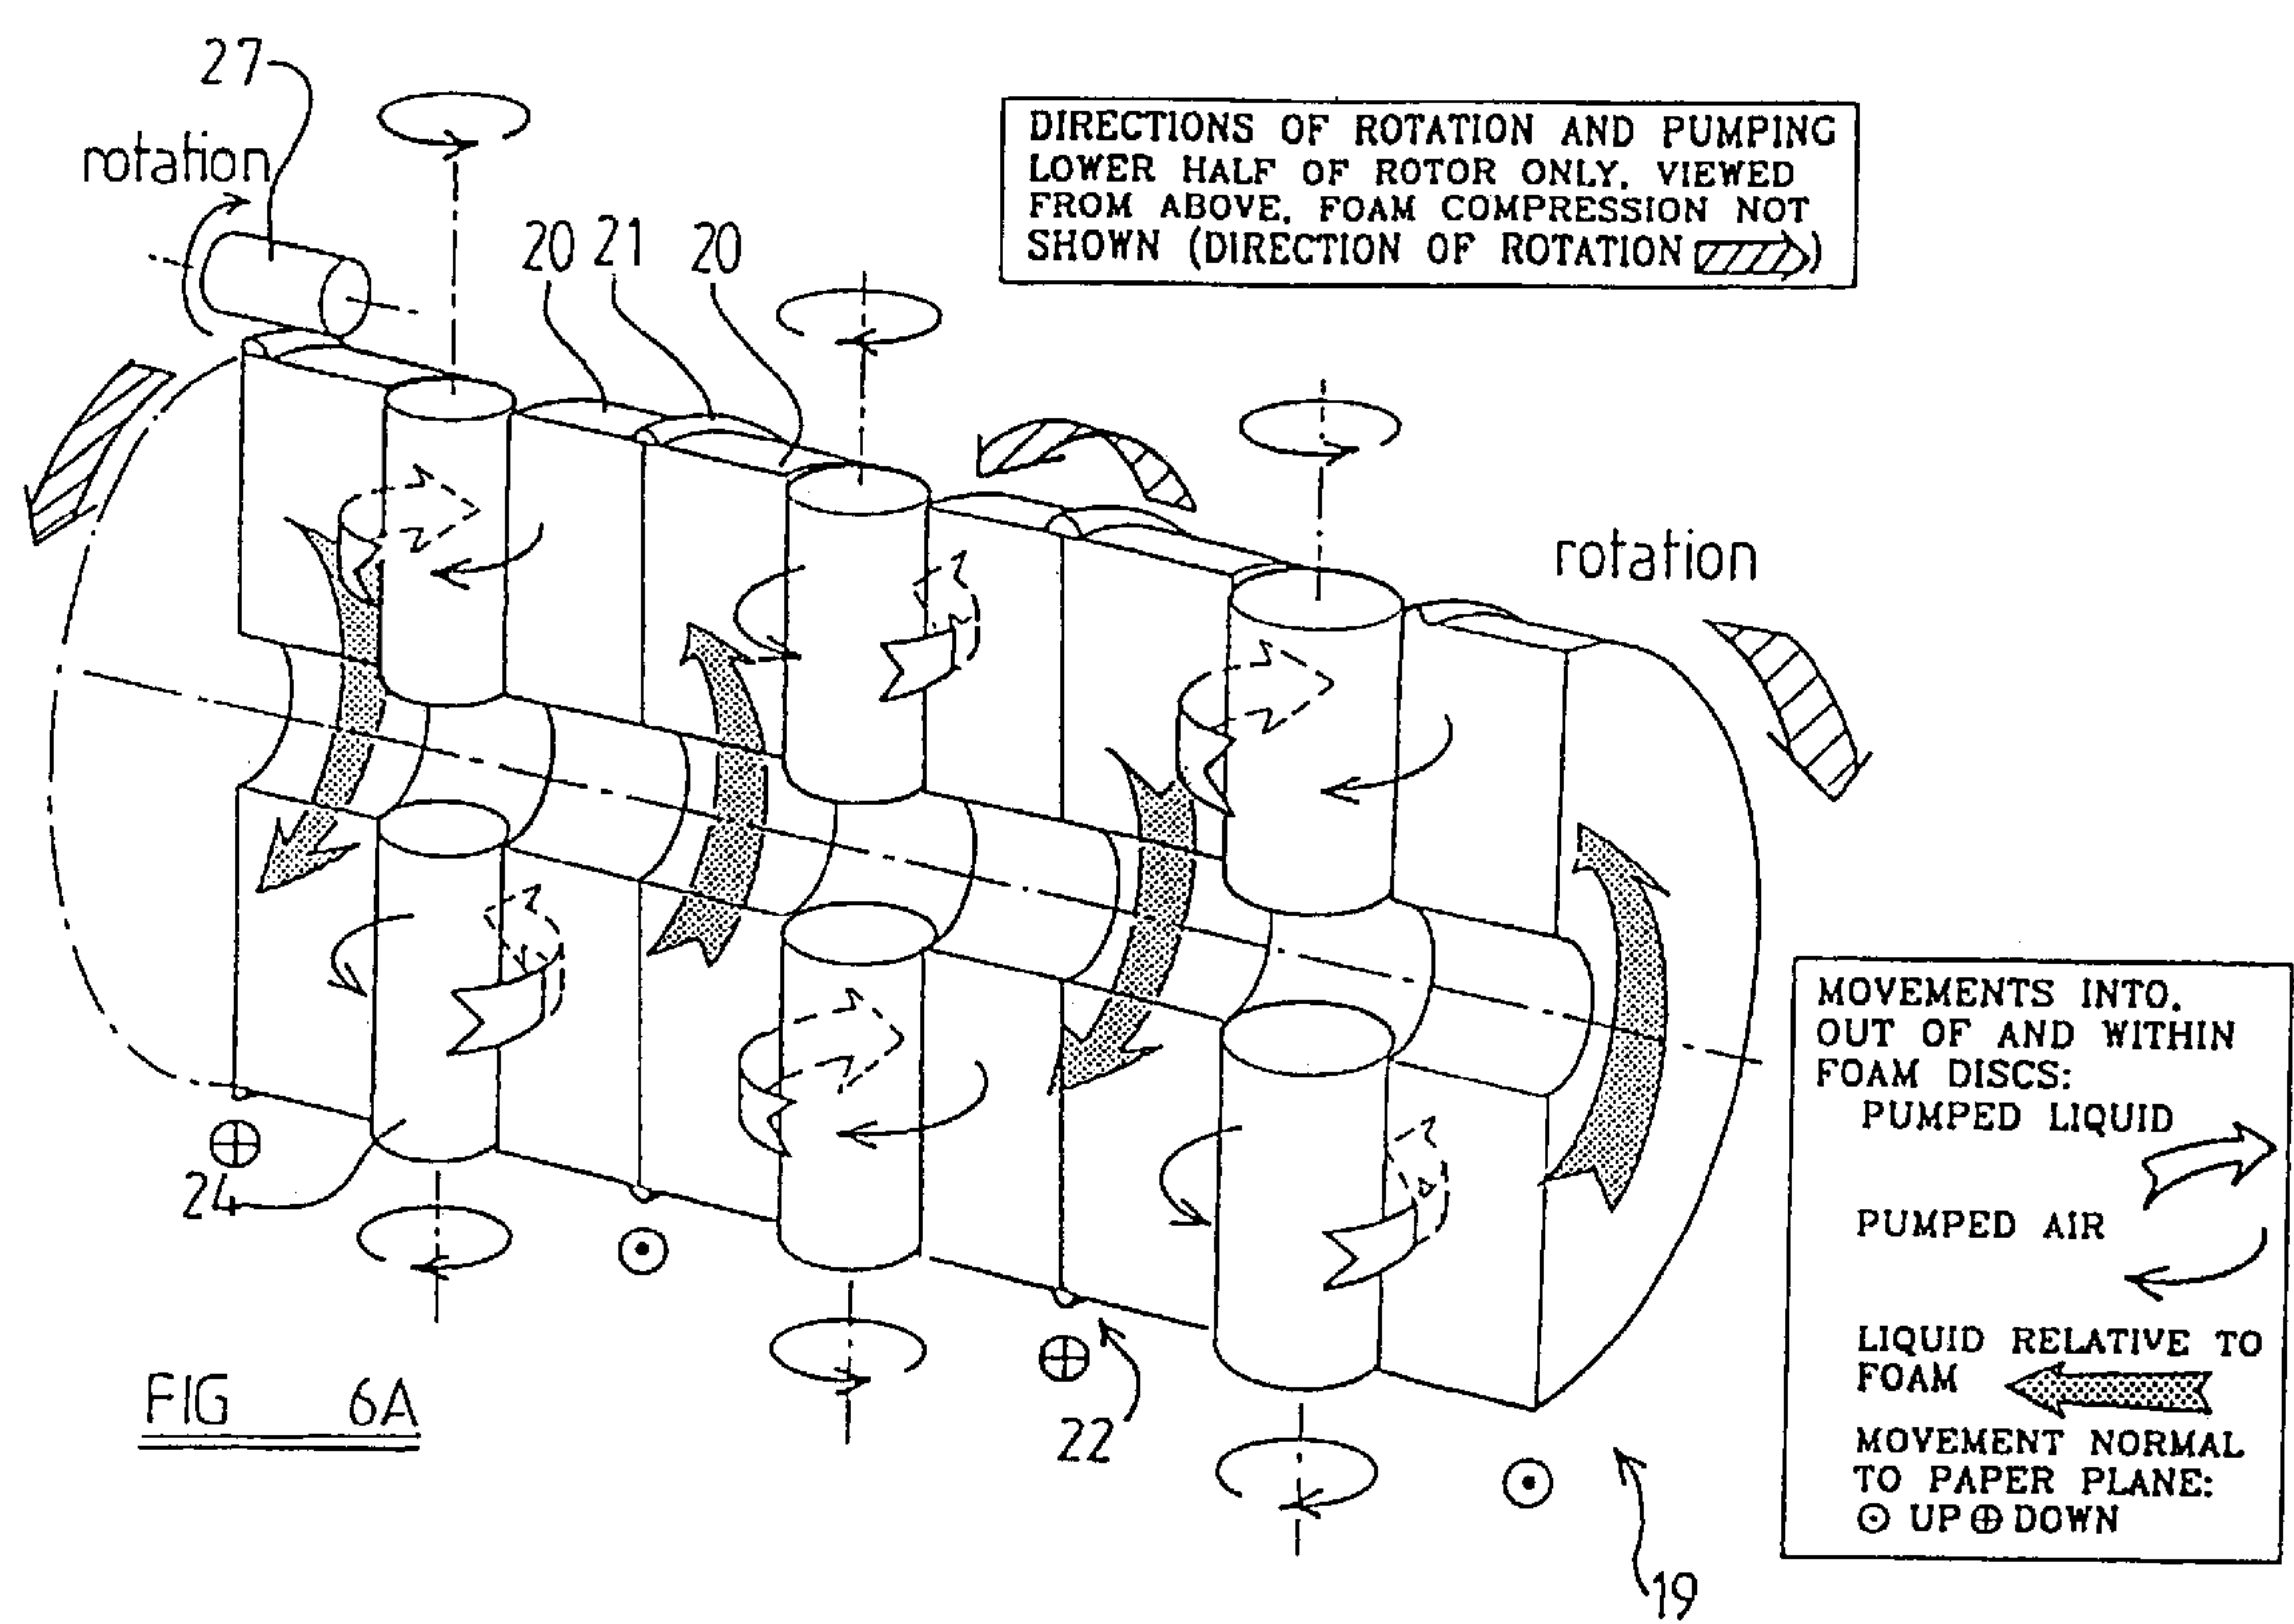 27
rotation
20 21 20
DIRECTIONS OF ROTATION AND PUMPING
LOWER HALF OF ROTOR ONLY. VIEWED
FROM ABOVE. FOAM COMPRESSION NOT
SHOWN (DIRECTION OF ROTATION )
rotation
MOVEMENTS INTO.
OUT OF AND WITHIN
FOAM DISCS:
PUMPED LIQUID
PUMPED AIR
LIQUID RELATIVE TO
FOAM
MOVEMENT NORMAL
TO PAPER PLANE:
⊙ UP ⊕ DOWN
24
22
19
FIG 6A